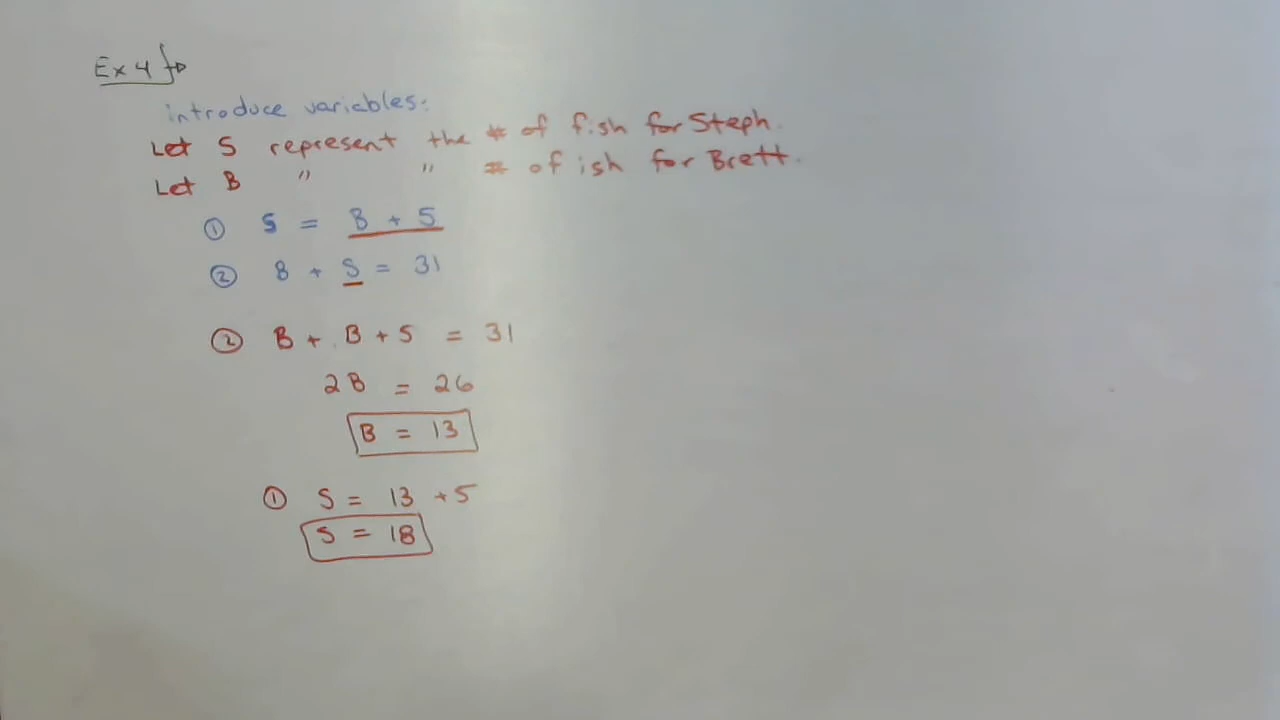 Ex 4
introduce variables:
Let S represent the # of fish for Steph.
Let B " " # of ish for Brett.
① S = B + 5
② B + S = 31
② B + B + 5 = 31
2B = 26
B = 13
① S = 13 + 5
S = 18